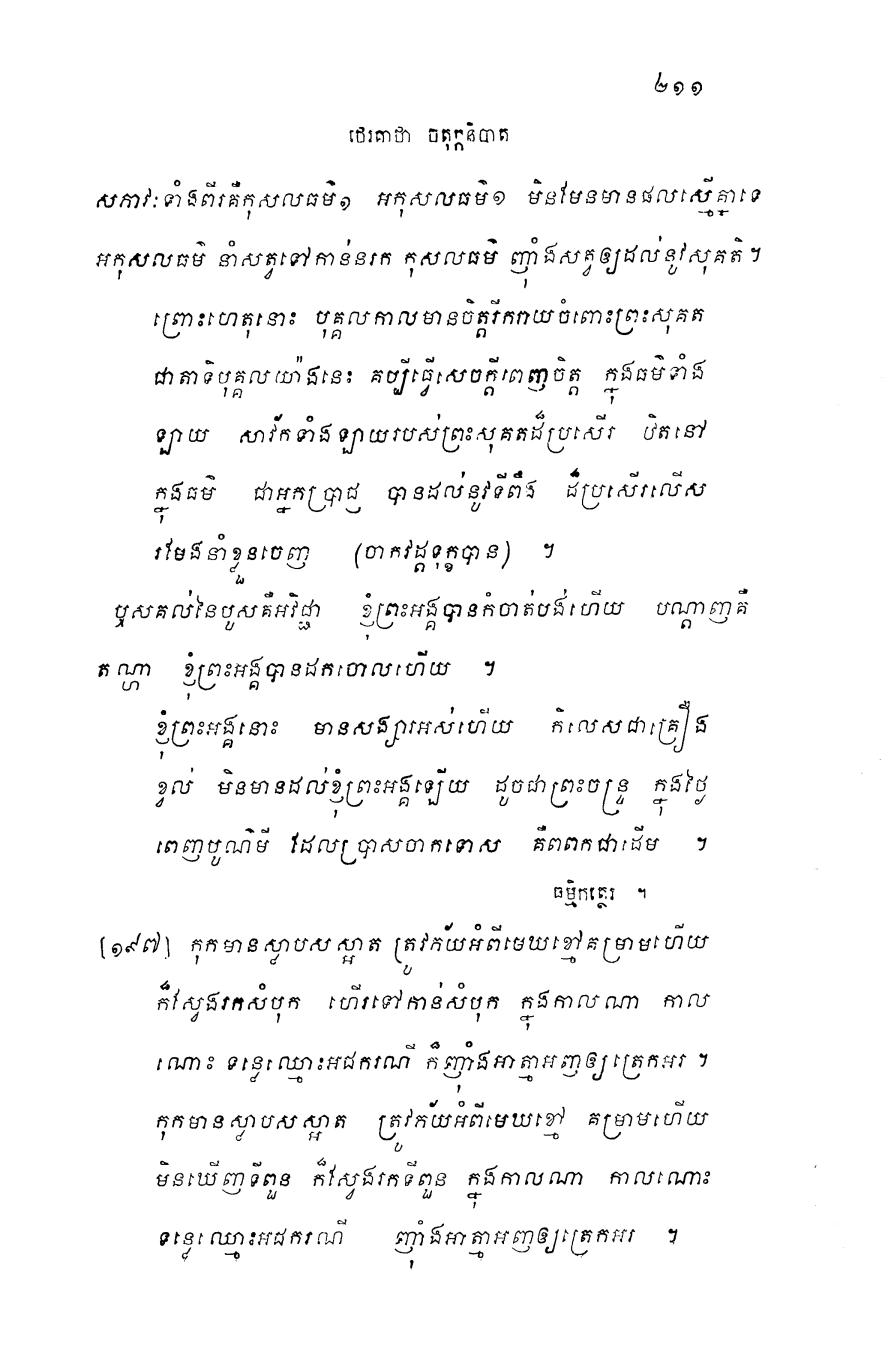 ២១១
ថេរគាថា ចតុក្កនិបាត
សភាវៈទាំងពីរគឺកុសលធម៌១ អកុសលធម៌១ មិនមែនមានផលស្មើគ្នាទេ
អកុសលធម៌ នាំសត្វទៅកាន់នរក កុសលធម៌ ញ៉ាំងសត្វឲ្យដល់នូវសុគតិ។
ព្រោះហេតុនោះ បុគ្គលកាលមានចិត្តរីករាយចំពោះព្រះសុគត
ជាតាទិបុគ្គលយ៉ាងនេះ គប្បីធ្វើសេចក្តីពេញចិត្ត ក្នុងធម៌ទាំង
ឡាយ សាវ័កទាំងឡាយរបស់ព្រះសុគតដ៏ប្រសើរ ឋិតនៅ
ក្នុងធម៌ ជាអ្នកប្រាជ្ញ បានដល់នូវទីពឹង ដ៏ប្រសើរលើស
រមែងនាំខ្លួនចេញ (ចាកវដ្តទុក្ខបាន) ។
ឫសគល់នៃបូសគឺអវិជ្ជា ខ្ញុំព្រះអង្គបានកំចាត់បង់ហើយ បណ្តាញគឺ
តណ្ហា ខ្ញុំព្រះអង្គបានដកចោលហើយ ។
ខ្ញុំព្រះអង្គនោះ មានសង្សារអស់ហើយ កិលេសជាគ្រឿង
ខ្វល់ មិនមានដល់ខ្ញុំព្រះអង្គឡើយ ដូចជាព្រះចន្ទ្រ ក្នុងថ្ងៃ
ពេញបូណ៌មី ដែលប្រាសចាកទោស គឺពពកជាដើម ។
ធម្មិកត្ថេរ ។
[១៩៧] កុកមានស្លាបសស្អាត ត្រូវភ័យអំពីមេឃខ្មៅគម្រាមហើយ
ក៏ស្វែងរកសំបុក ហើរទៅកាន់សំបុក ក្នុងកាលណា កាល
ណោះ ទន្លេឈ្មោះអជករណី ក៏ញ៉ាំងអាត្មាអញឲ្យត្រេកអរ ។
កុកមានស្លាបសស្អាត ត្រូវភ័យអំពីមេឃខ្មៅ គម្រាមហើយ
មិនឃើញទីពួន ក៏ស្វែងរកទីពួន ក្នុងកាលណា កាលណោះ
ទន្លេឈ្មោះអជករណី ញ៉ាំងអាត្មាអញឲ្យត្រេកអរ ។